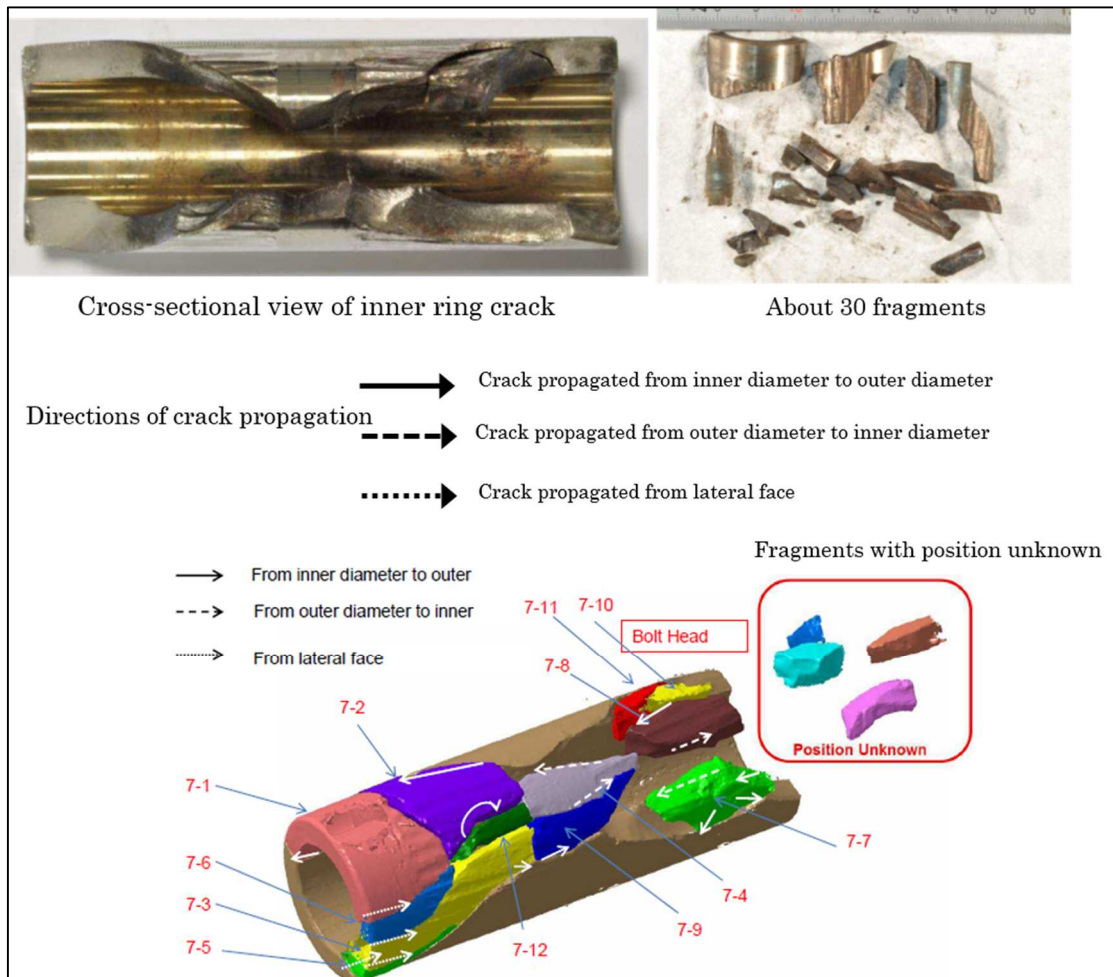 Cross-sectional view of inner ring crack
About 30 fragments
Directions of crack propagation
Crack propagated from inner diameter to outer diameter
Crack propagated from outer diameter to inner diameter
Crack propagated from lateral face
Fragments with position unknown
From inner diameter to outer
From outer diameter to inner
From lateral face
7-11
7-10
Bolt Head
7-8
7-2
7-1
Position Unknown
7-6
7-3
7-5
7-12
7-9
7-4
7-7